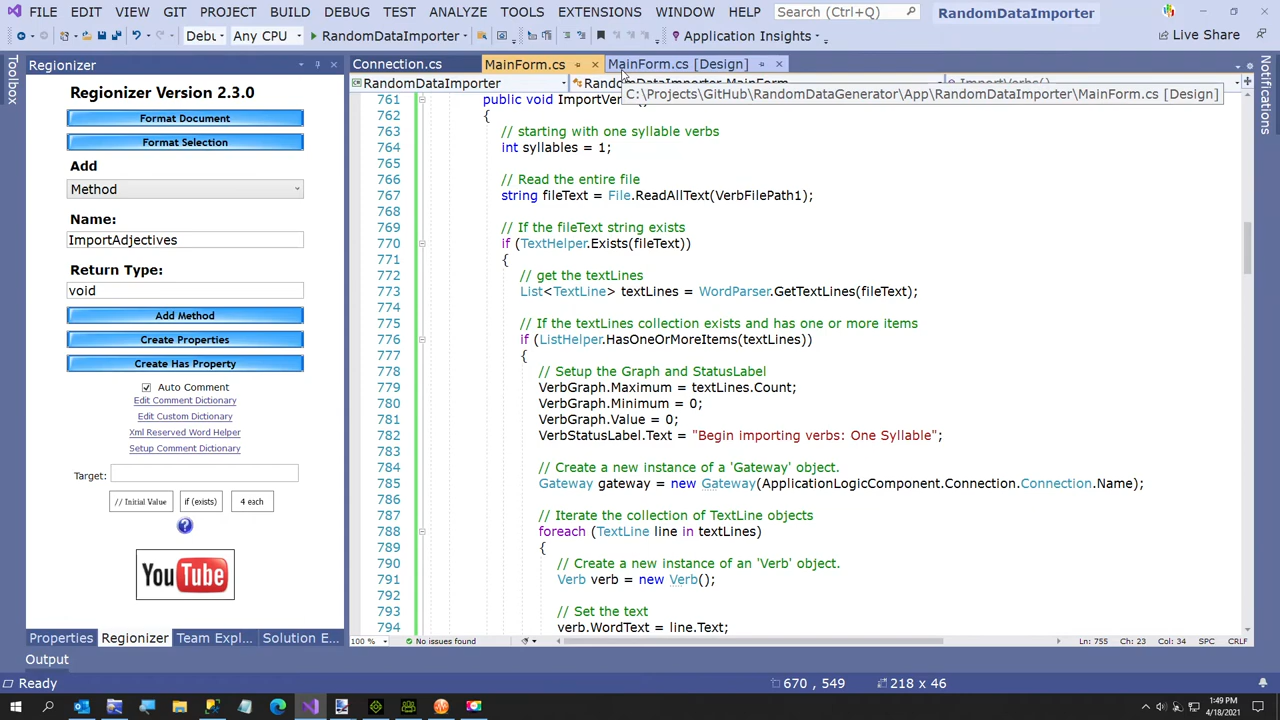 FILE EDIT VIEW GIT PROJECT BUILD DEBUG TEST ANALYZE TOOLS EXTENSIONS WINDOW HELP Search (Ctrl+Q) RandomDataImporter
Debu Any CPU RandomDataImporter Application Insights Live Share
Toolbox
Regionizer
Connection.cs MainForm.cs MainForm.cs [Design]
RandomDataImporter
C:\Projects\GitHub\RandomDataGenerator\App\RandomDataImporter\MainForm.cs [Design]
Notifications
Regionizer Version 2.3.0
Format Document
Format Selection
Add
Method
Name:
ImportAdjectives
Return Type:
void
Add Method
Create Properties
Create Has Property
Auto Comment
Edit Comment Dictionary
Edit Custom Dictionary
Xml Reserved Word Helper
Setup Comment Dictionary
Target:
// Initial Value if (exists) 4 each
You Tube
761 public void ImportVerbs()
762 {
763 // starting with one syllable verbs
764 int syllables = 1;
765
766 // Read the entire file
767 string fileText = File.ReadAllText(VerbFilePath1);
768
769 // If the fileText string exists
770 if (TextHelper.Exists(fileText))
771 {
772 // get the textLines
773 List<TextLine> textLines = WordParser.GetTextLines(fileText);
774
775 // If the textLines collection exists and has one or more items
776 if (ListHelper.HasOneOrMoreItems(textLines))
777 {
778 // Setup the Graph and StatusLabel
779 VerbGraph.Maximum = textLines.Count;
780 VerbGraph.Minimum = 0;
781 VerbGraph.Value = 0;
782 VerbStatusLabel.Text = "Begin importing verbs: One Syllable";
783
784 // Create a new instance of a 'Gateway' object.
785 Gateway gateway = new Gateway(ApplicationLogicComponent.Connection.Connection.Name);
786
787 // Iterate the collection of TextLine objects
788 foreach (TextLine line in textLines)
789 {
790 // Create a new instance of an 'Verb' object.
791 Verb verb = new Verb();
792
793 // Set the text
794 verb.WordText = line.Text;
100 % No issues found Ln: 755 Ch: 23 Col: 34 SPC CRLF
Properties Regionizer Team Expl... Solution E...
Output
Ready 670 , 549 218 x 46
1:49 PM
4/18/2021